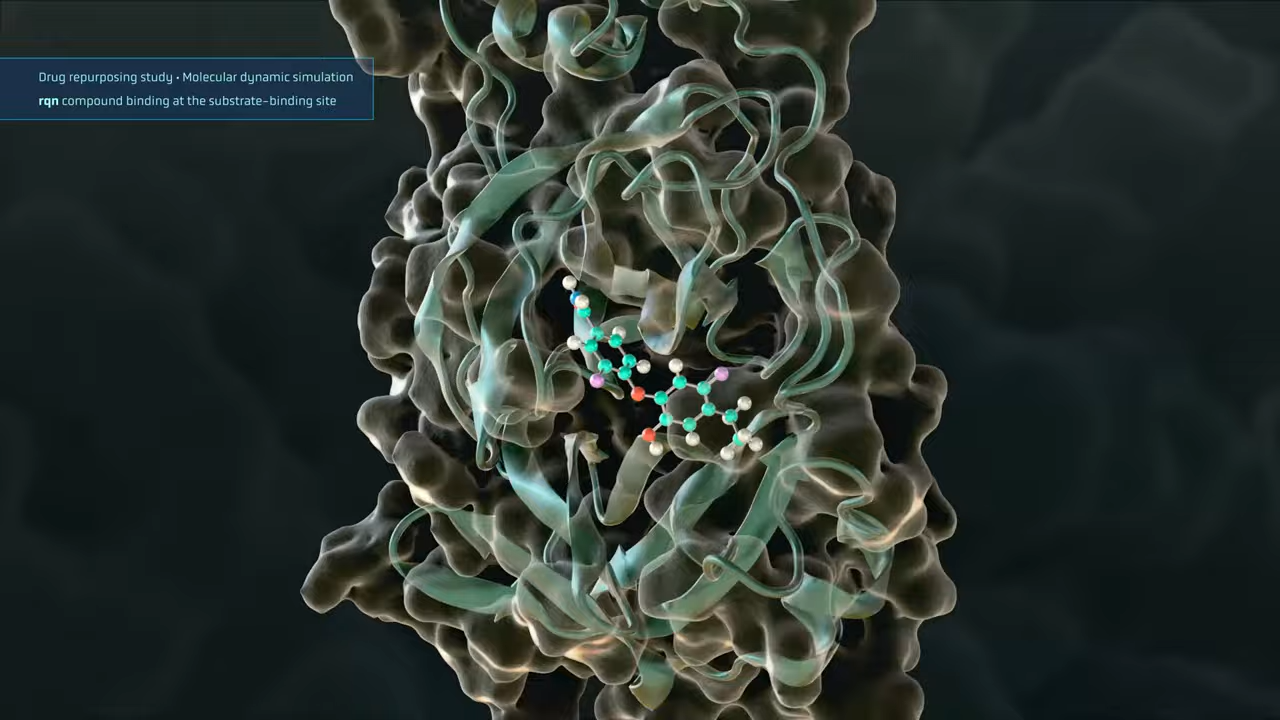 Drug repurposing study • Molecular dynamic simulation
rqn compound binding at the substrate-binding site